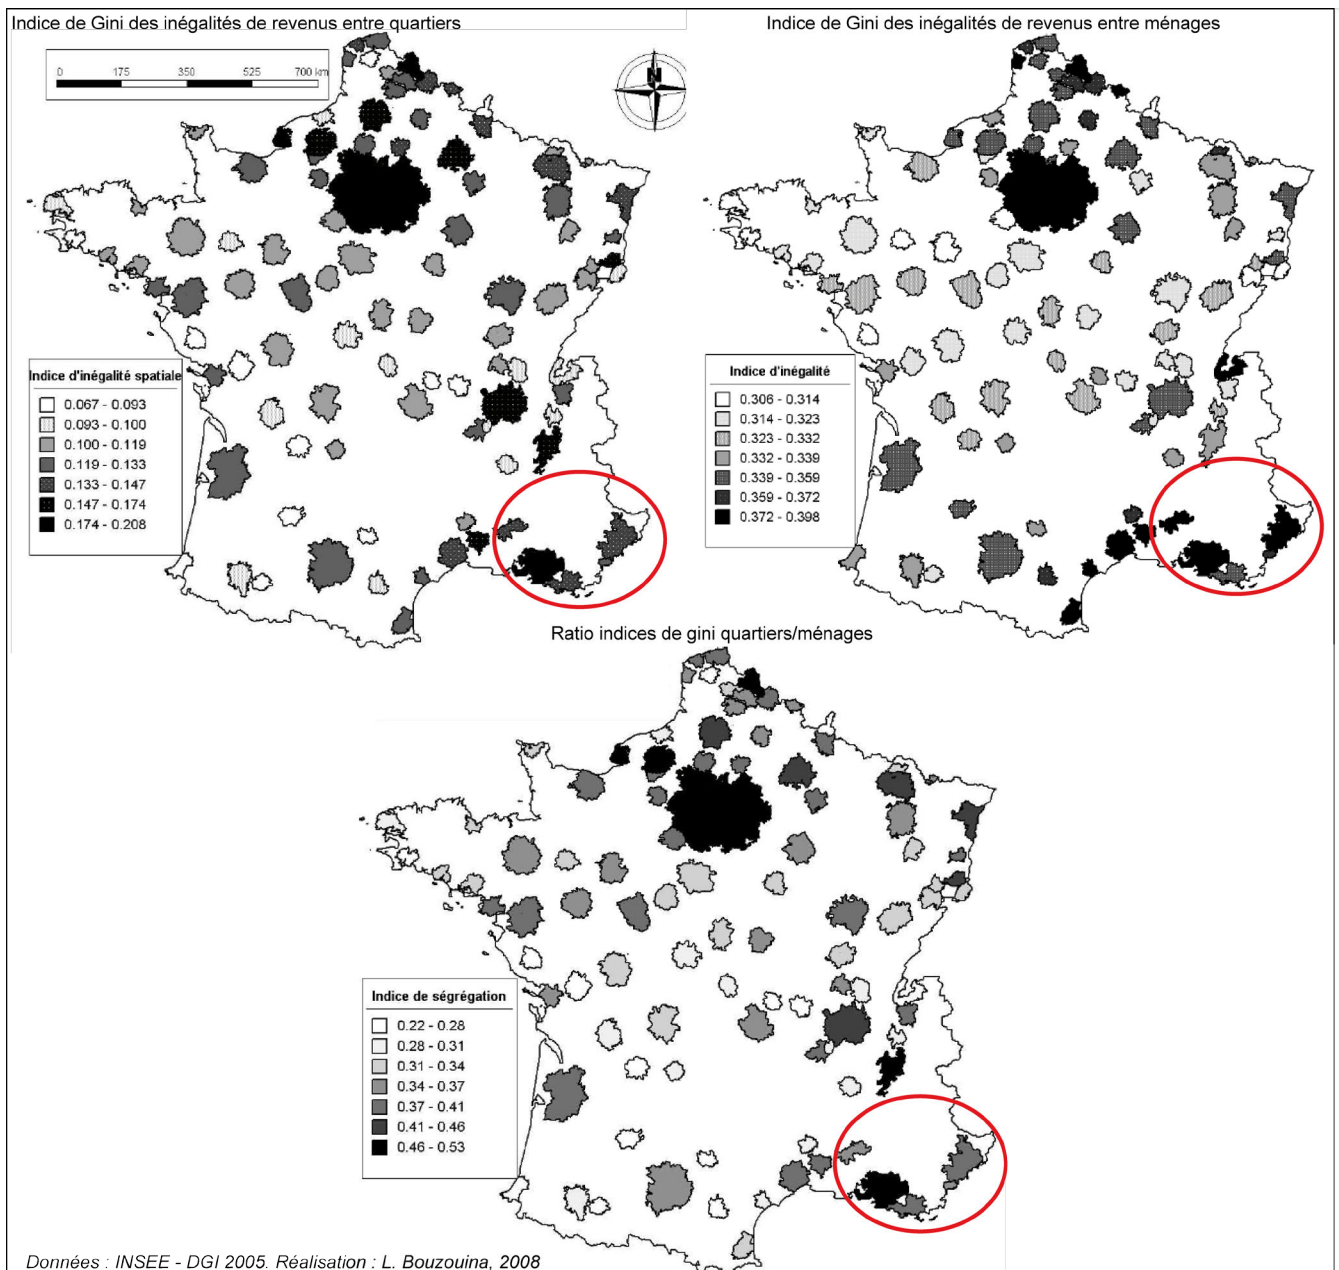 Indice de Gini des inégalités de revenus entre quartiers
Indice de Gini des inégalités de revenus entre ménages
0 175 350 525 700 km
N
Indice d'inégalité spatiale
0.067 - 0.093
0.093 - 0.100
0.100 - 0.119
0.119 - 0.133
0.133 - 0.147
0.147 - 0.174
0.174 - 0.208
Indice d'inégalité
0.306 - 0.314
0.314 - 0.323
0.323 - 0.332
0.332 - 0.339
0.339 - 0.359
0.359 - 0.372
0.372 - 0.398
Ratio indices de gini quartiers/ménages
Indice de ségrégation
0.22 - 0.28
0.28 - 0.31
0.31 - 0.34
0.34 - 0.37
0.37 - 0.41
0.41 - 0.46
0.46 - 0.53
Données : INSEE - DGI 2005. Réalisation : L. Bouzouina, 2008